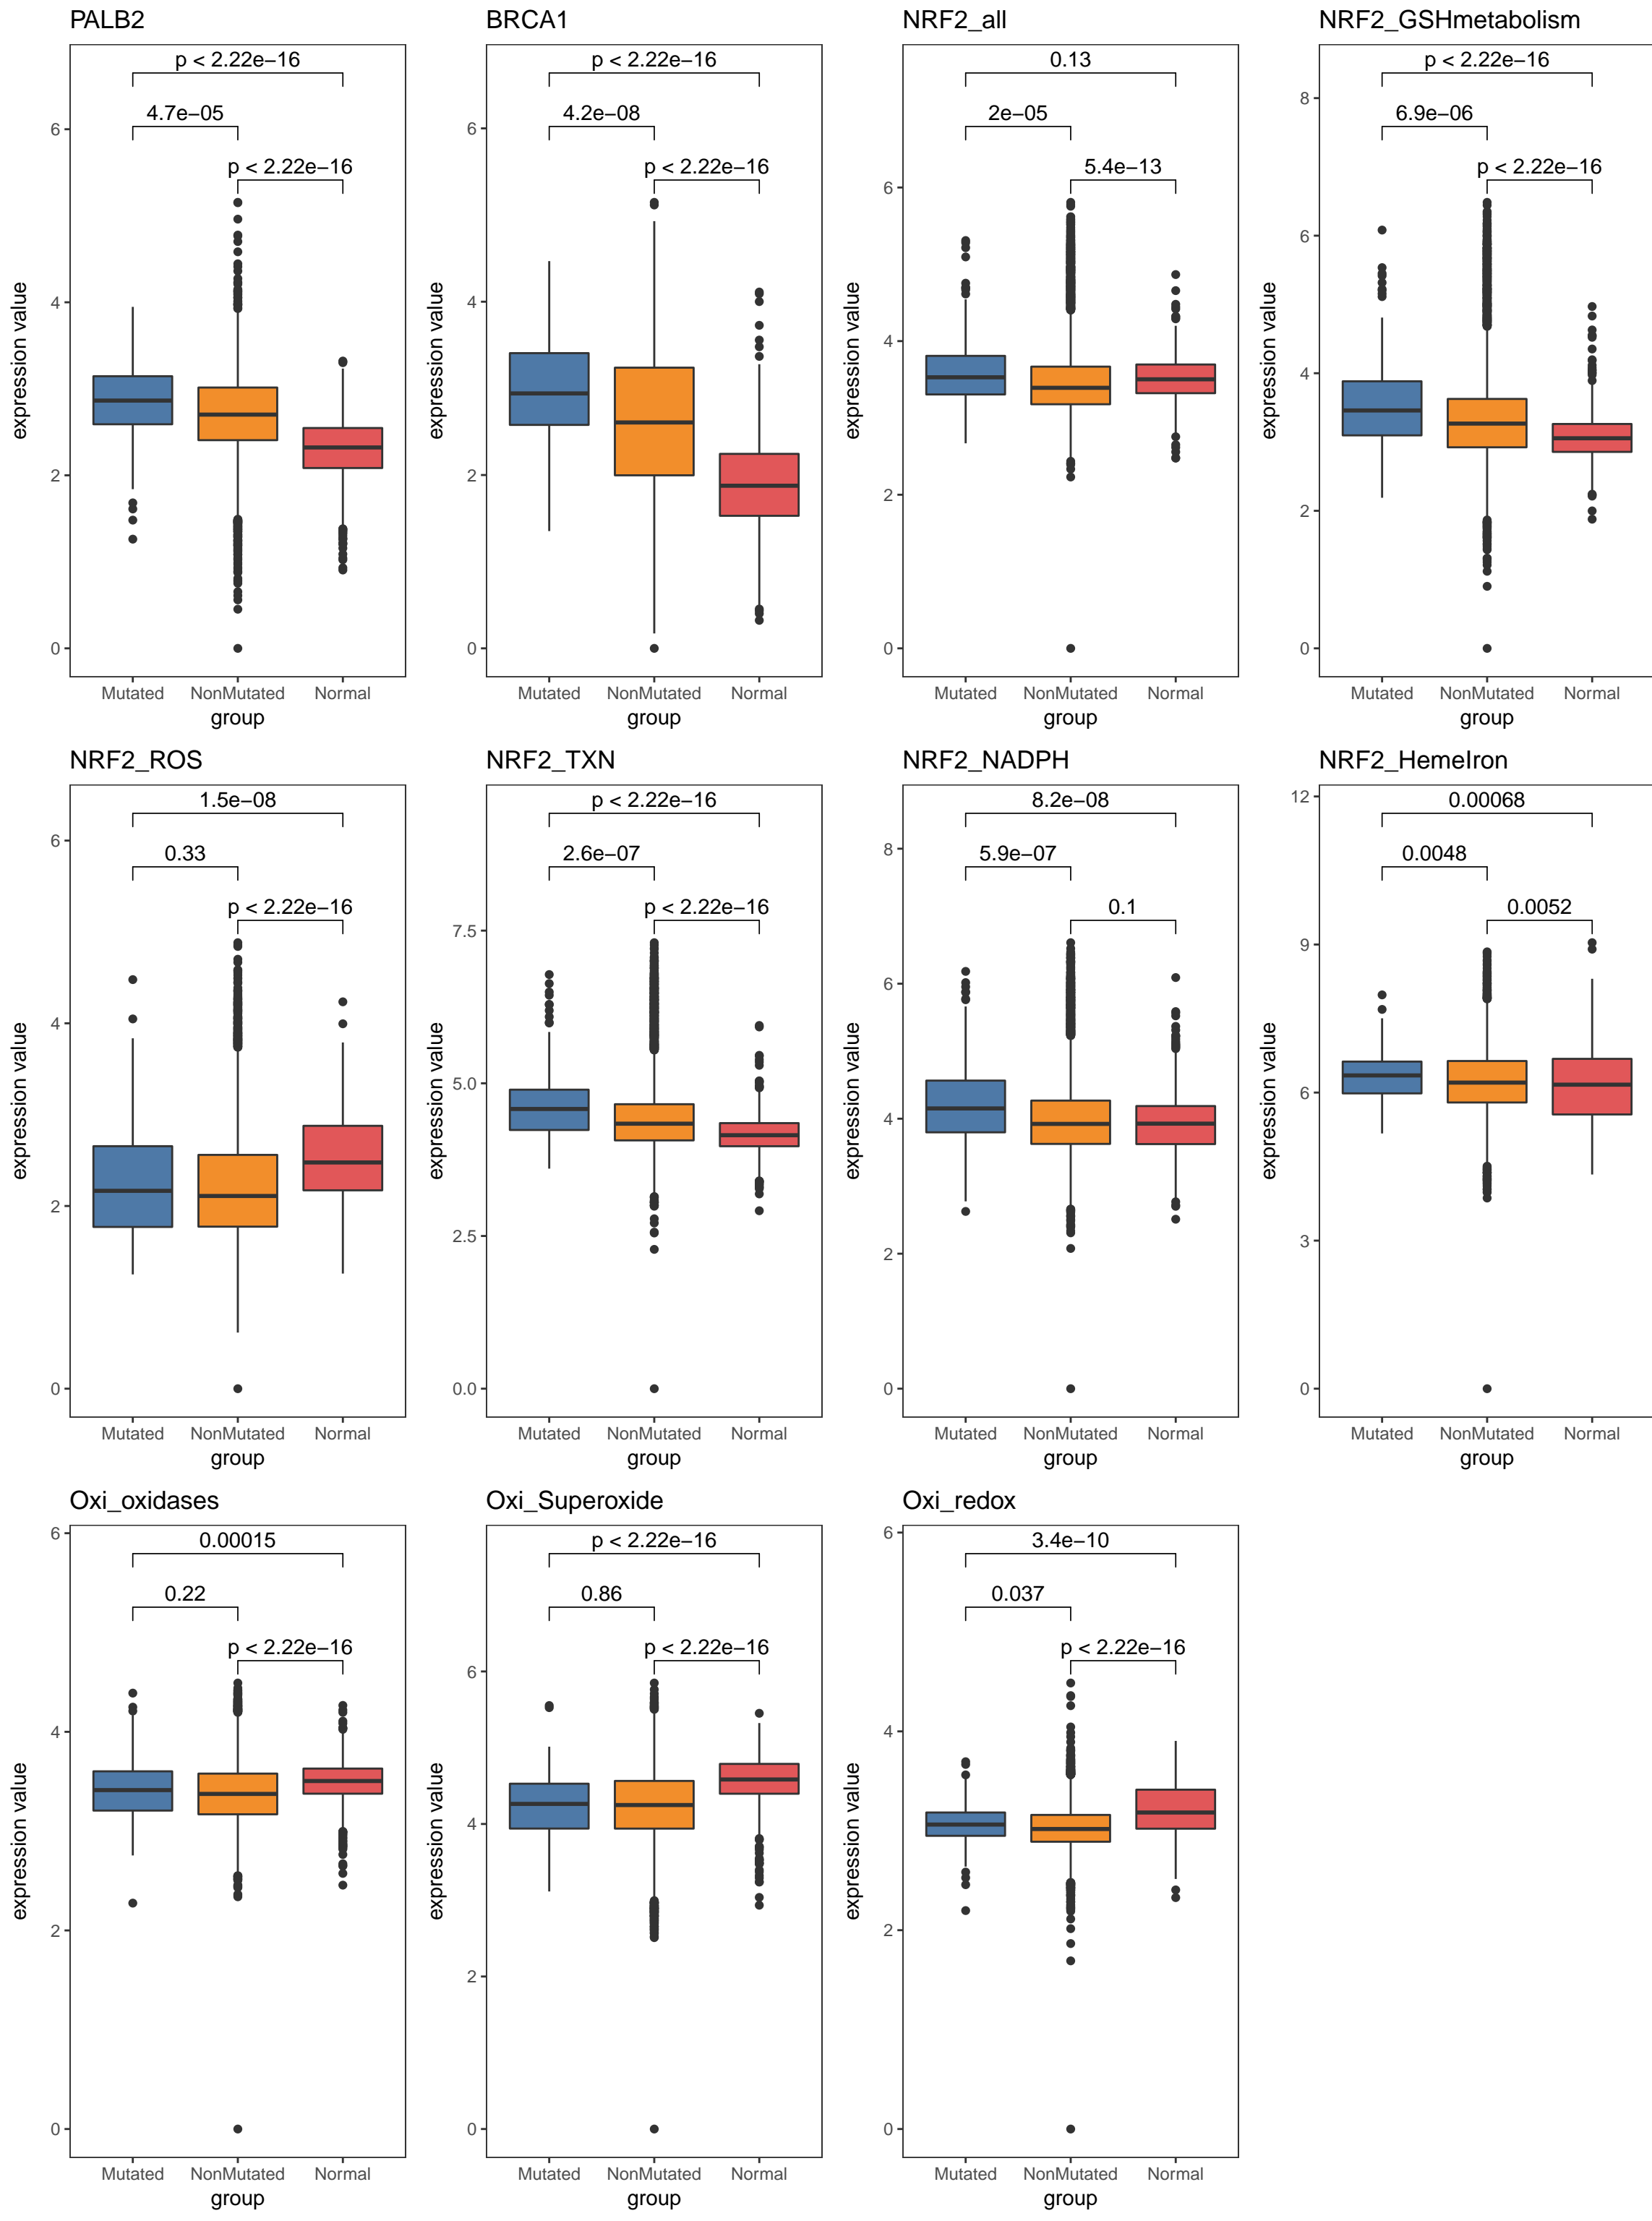 PALB2
BRCA1
NRF2_all
NRF2_GSHmetabolism
p < 2.22e−16
4.7e−05
p < 2.22e−16
6
4
2
0
expression value
Mutated NonMutated Normal
group
p < 2.22e−16
4.2e−08
p < 2.22e−16
6
4
2
0
expression value
Mutated NonMutated Normal
group
0.13
2e−05
5.4e−13
6
4
2
0
expression value
Mutated NonMutated Normal
group
p < 2.22e−16
6.9e−06
p < 2.22e−16
8
6
4
2
0
expression value
Mutated NonMutated Normal
group
NRF2_ROS
NRF2_TXN
NRF2_NADPH
NRF2_HemeIron
1.5e−08
0.33
p < 2.22e−16
6
4
2
0
expression value
Mutated NonMutated Normal
group
p < 2.22e−16
2.6e−07
p < 2.22e−16
7.5
5.0
2.5
0.0
expression value
Mutated NonMutated Normal
group
8.2e−08
5.9e−07
0.1
8
6
4
2
0
expression value
Mutated NonMutated Normal
group
0.00068
0.0048
0.0052
12
9
6
3
0
expression value
Mutated NonMutated Normal
group
Oxi_oxidases
Oxi_Superoxide
Oxi_redox
0.00015
0.22
p < 2.22e−16
6
4
2
0
expression value
Mutated NonMutated Normal
group
p < 2.22e−16
0.86
p < 2.22e−16
6
4
2
0
expression value
Mutated NonMutated Normal
group
3.4e−10
0.037
p < 2.22e−16
6
4
2
0
expression value
Mutated NonMutated Normal
group